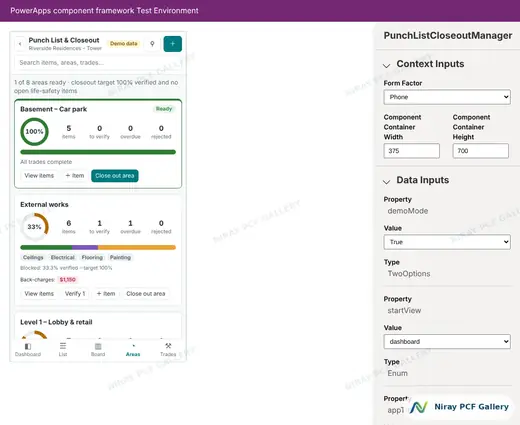 PowerApps component framework Test Environment
Punch List & Closeout
Riverside Residences – Tower
Demo data
Search items, areas, trades...
1 of 8 areas ready · closeout target 100% verified and no
open life-safety items
Basement – Car park
Ready
100%
5 0 0 0
items to verify overdue rejected
All trades complete
View items + Item Close out area
External works
33%
6 1 1 0
items to verify overdue rejected
Ceilings Electrical Flooring Painting
Blocked: 33.3% verified – target 100%
Back-charges: $1,150
View items Verify 1 + Item Close out area
Level 1 – Lobby & retail
Dashboard List Boards Areas Trades
PunchListCloseoutManager
Context Inputs
Form Factor
Phone
Component Container Width
375
Component Container Height
700
Data Inputs
Property
demoMode
Value
True
Type
TwoOptions
Property
startView
Value
dashboard
Type
Enum
Property
app1
Niray PCF Gallery
NIRAY PCF GALLERY